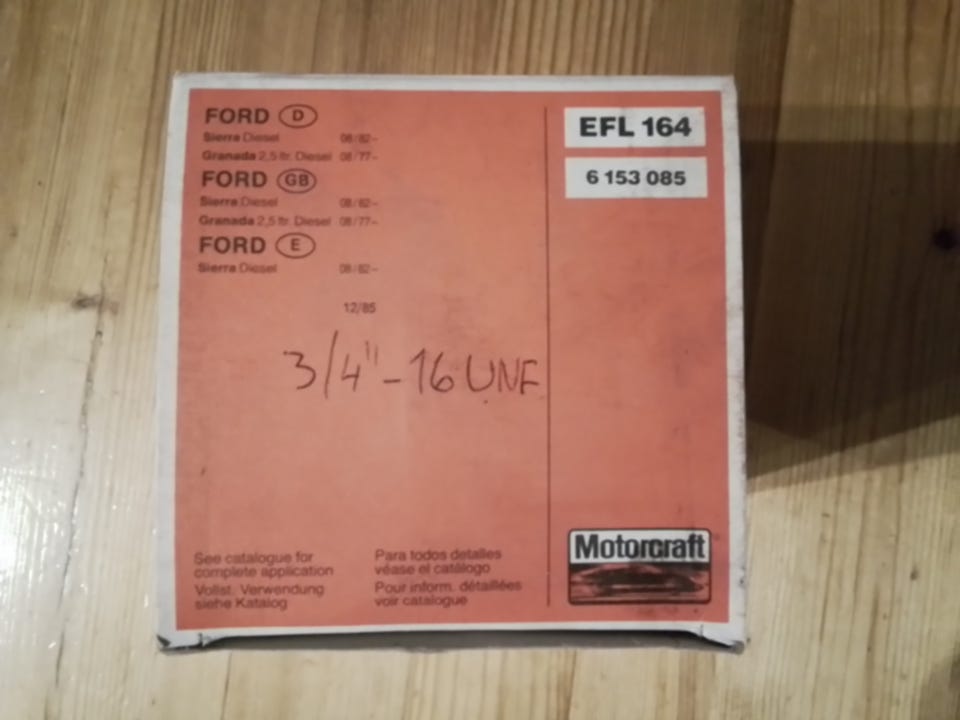 FORD D
Sierra Diesel 08/82–
Granada 2,5 ltr. Diesel 08/77–
FORD GB
Sierra Diesel 08/82–
Granada 2,5 ltr. Diesel 08/77–
FORD E
Sierra Diesel 08/82–
12/85
3/4" – 16 UNF
EFL 164
6 153 085
See catalogue for
complete application
Vollst. Verwendung
siehe Katalog
Para todos detalles
véase el catálogo
Pour inform. détaillées
voir catalogue
Motorcraft